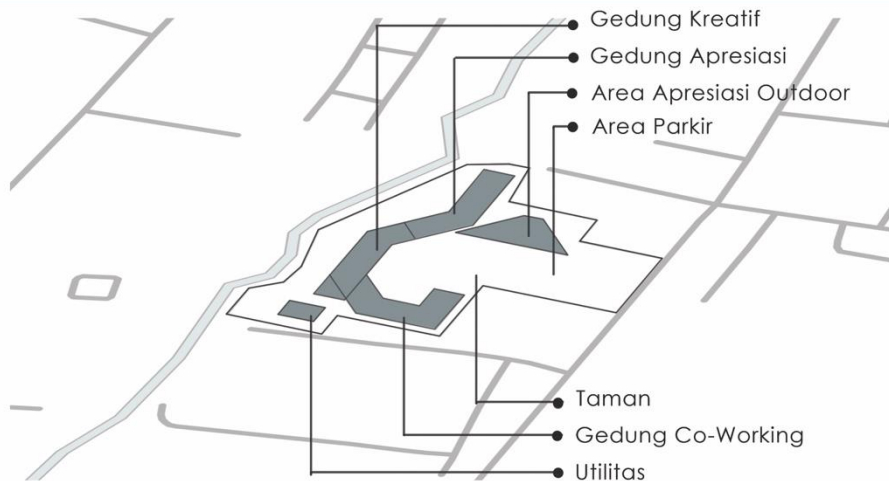 Gedung Kreatif
Gedung Apresiasi
Area Apresiasi Outdoor
Area Parkir
Taman
Gedung Co-Working
Utilitas